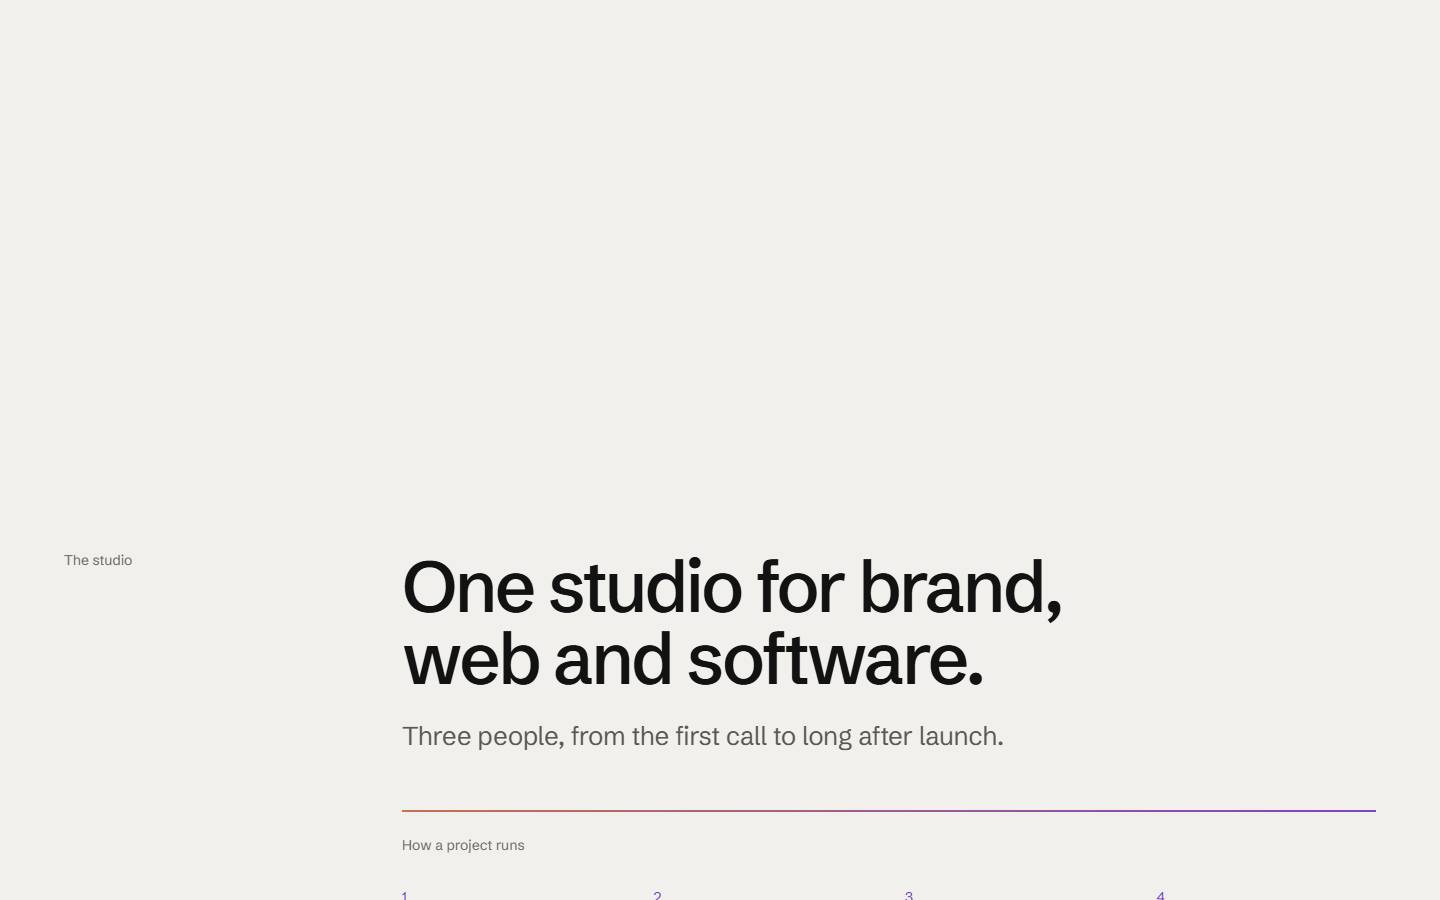 The studio
One studio for brand,
web and software.
Three people, from the first call to long after launch.
How a project runs
1 2 3 4